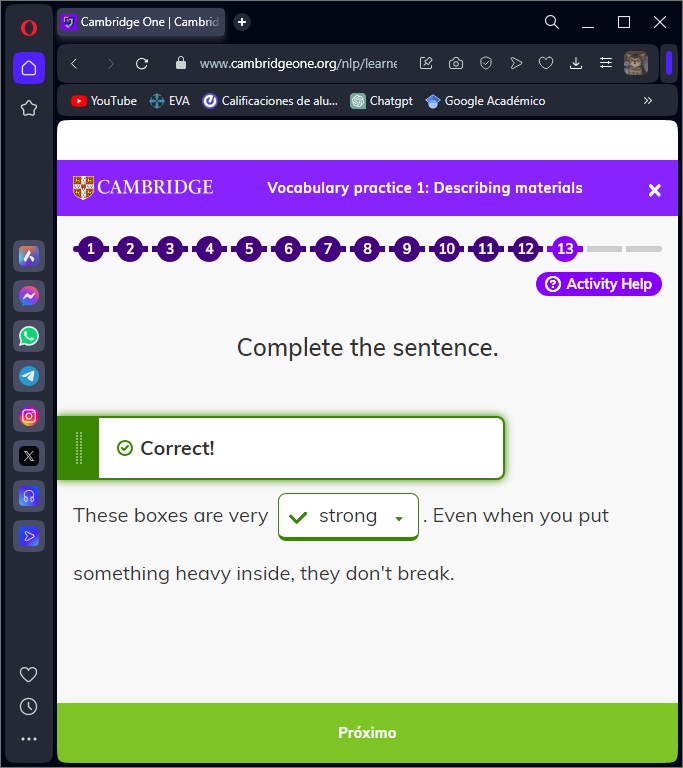 Cambridge One | Cambrid
www.cambridgeone.org/nlp/learne
YouTube EVA Calificaciones de alu... Chatgpt Google Académico »
CAMBRIDGE Vocabulary practice 1: Describing materials
1 2 3 4 5 6 7 8 9 10 11 12 13
Activity Help
Complete the sentence.
Correct!
These boxes are very strong . Even when you put
something heavy inside, they don't break.
Próximo